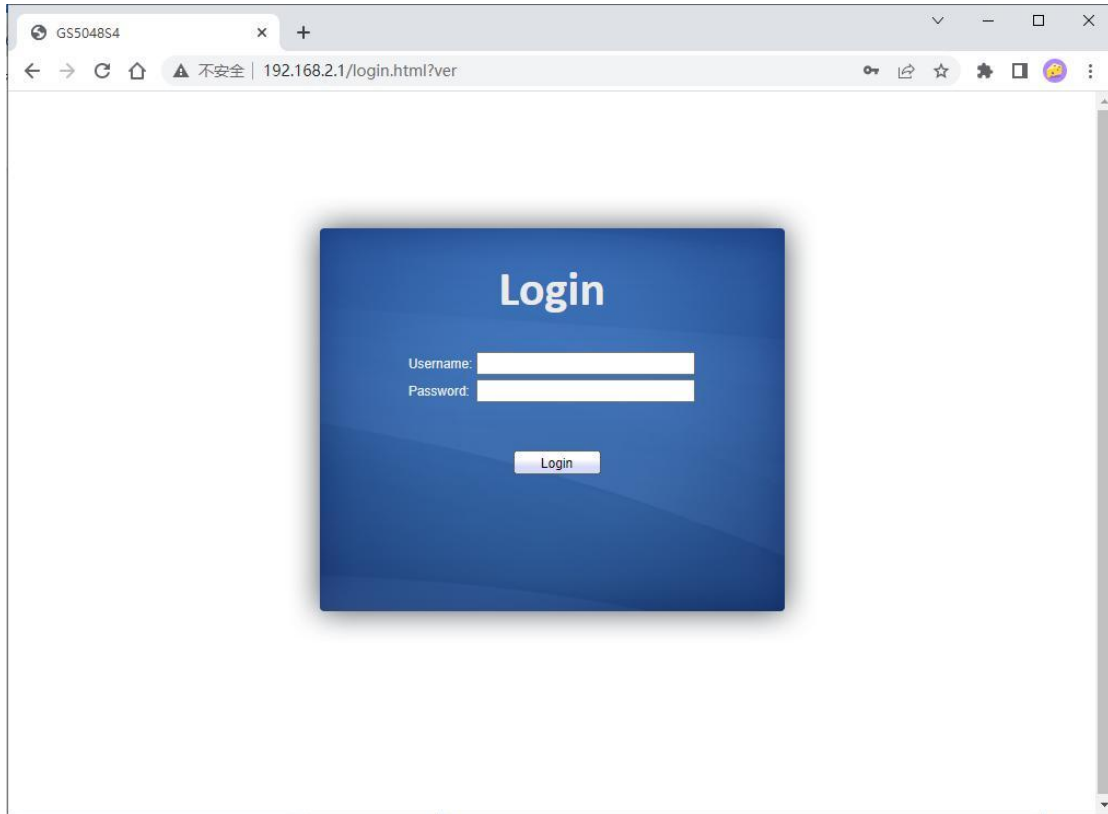 GS5048S4
不安全 192.168.2.1/login.html?ver
Login
Username:
Password:
Login